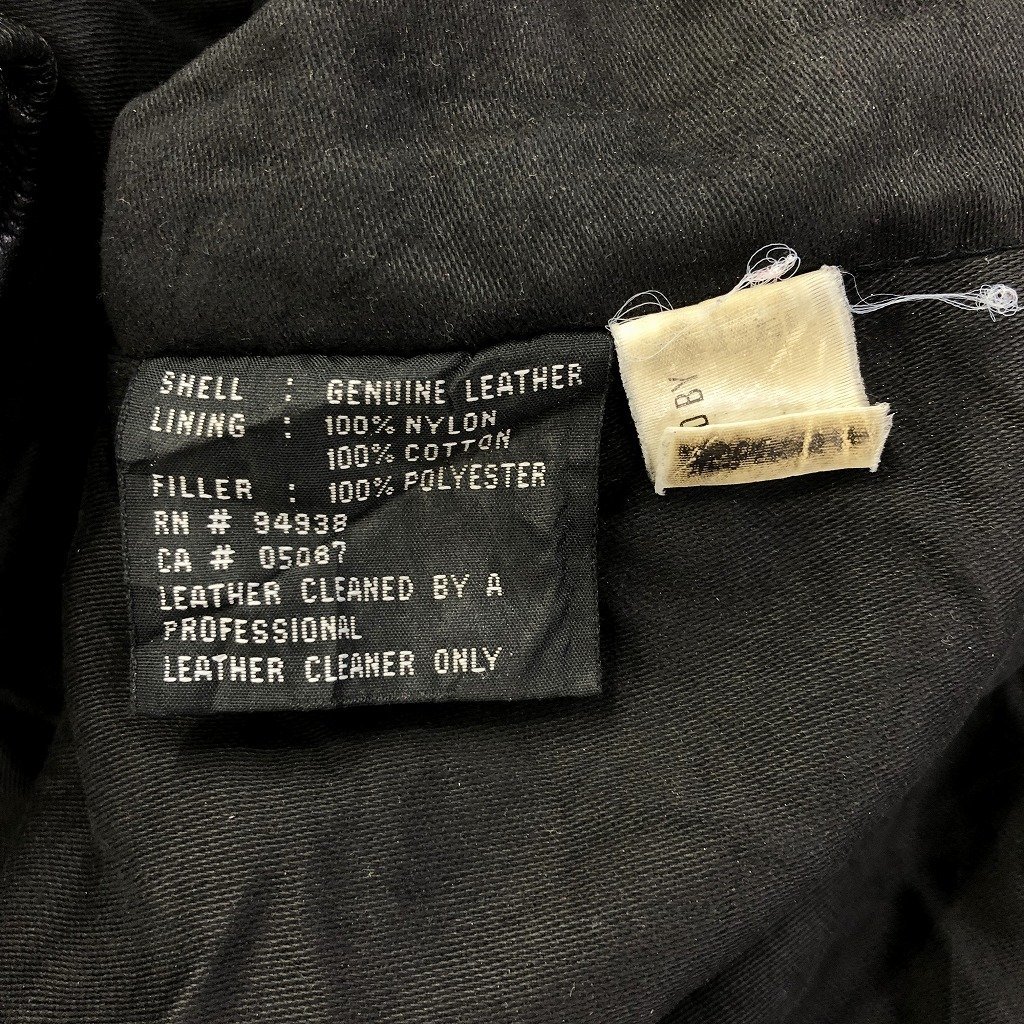 SHELL : GENUINE LEATHER
LINING : 100% NYLON
100% COTTON
FILLER : 100% POLYESTER
RN # 94938
CA # 05087
LEATHER CLEANED BY A
PROFESSIONAL
LEATHER CLEANER ONLY
BY